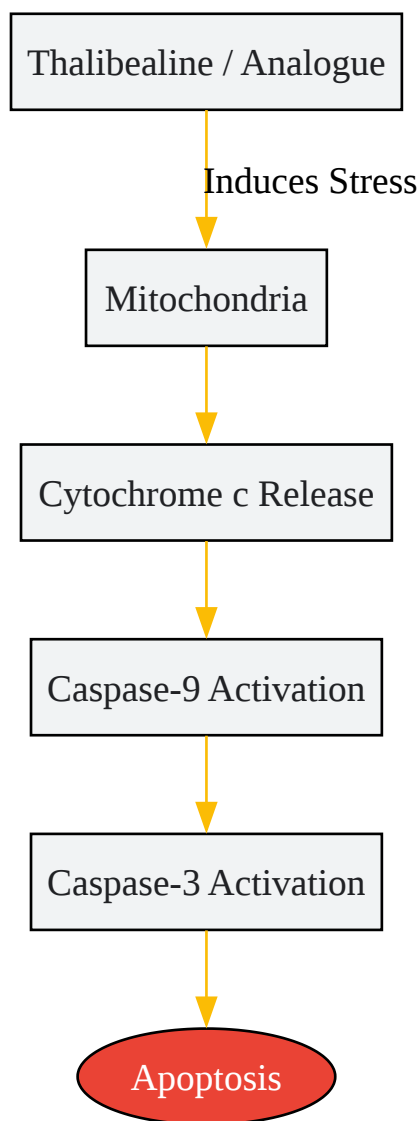 Thalibealine / Analogue
Induces Stress
Mitochondria
Cytochrome c Release
Caspase-9 Activation
Caspase-3 Activation
Apoptosis